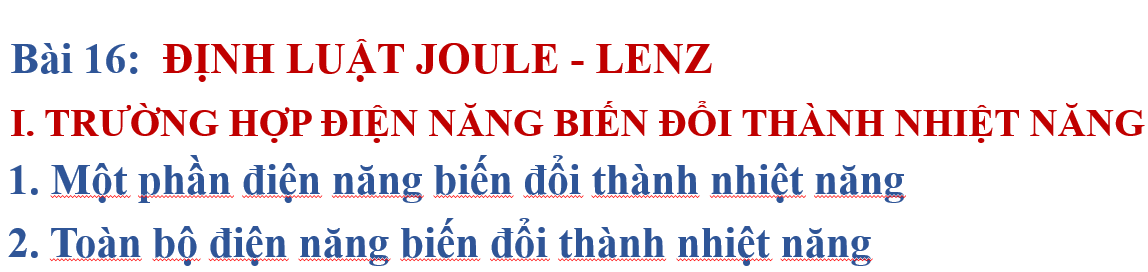 Bài 16: ĐỊNH LUẬT JOULE - LENZ
I. TRƯỜNG HỢP ĐIỆN NĂNG BIẾN ĐỔI THÀNH NHIỆT NĂNG
1. Một phần điện năng biến đổi thành nhiệt năng
2. Toàn bộ điện năng biến đổi thành nhiệt năng